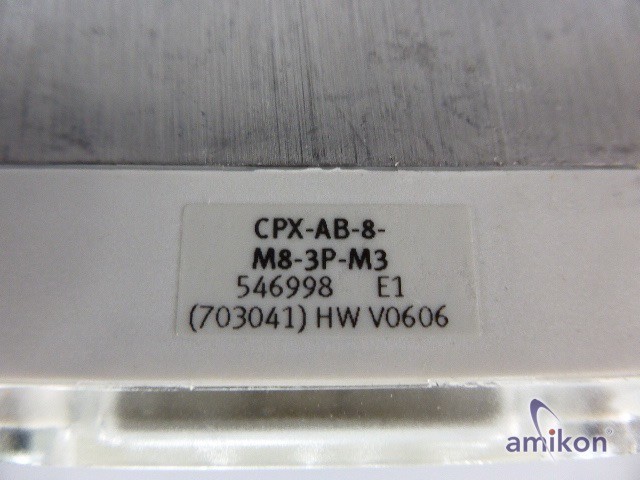 CPX-AB-8-
M8-3P-M3
546998 E1
(703041) HW V0606
amikon